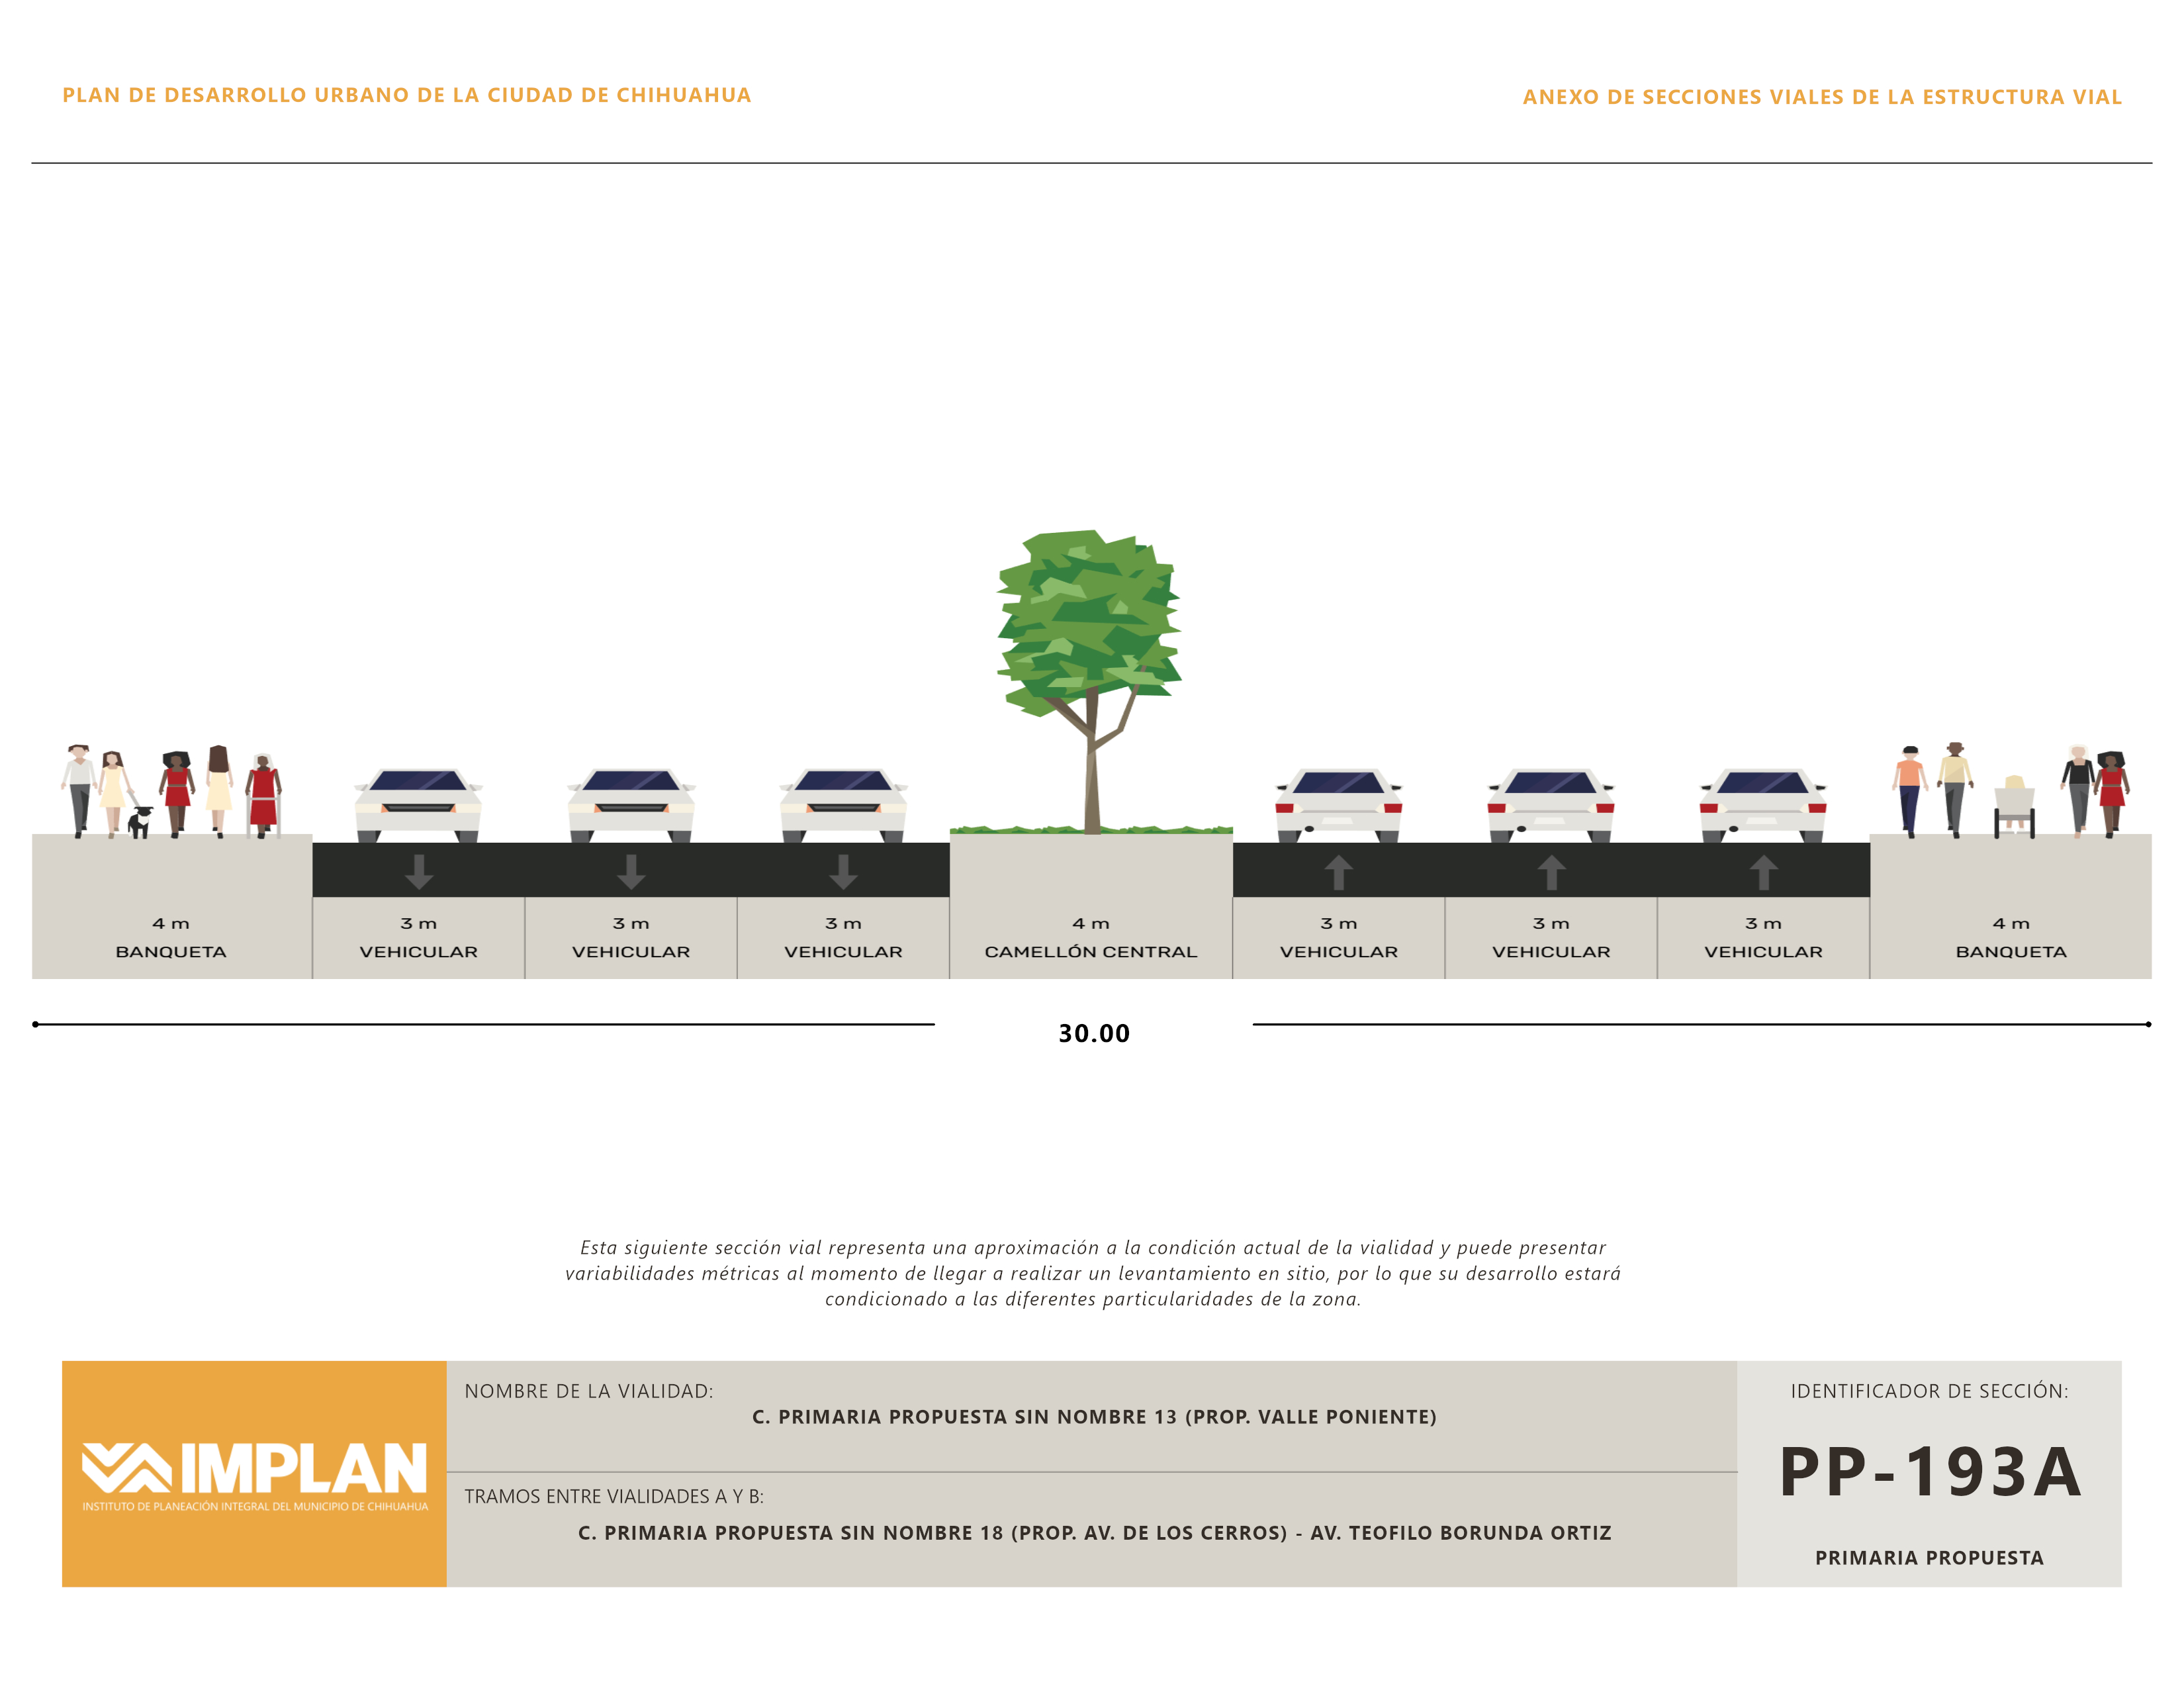 PLAN DE DESARROLLO URBANO DE LA CIUDAD DE CHIHUAHUA
ANEXO DE SECCIONES VIALES DE LA ESTRUCTURA VIAL
4 m
BANQUETA
3 m
VEHICULAR
3 m
VEHICULAR
3 m
VEHICULAR
4 m
CAMELLÓN CENTRAL
3 m
VEHICULAR
3 m
VEHICULAR
3 m
VEHICULAR
4 m
BANQUETA
30.00
Esta siguiente sección vial representa una aproximación a la condición actual de la vialidad y puede presentar
variabilidades métricas al momento de llegar a realizar un levantamiento en sitio, por lo que su desarrollo estará
condicionado a las diferentes particularidades de la zona.
IMPLAN
INSTITUTO DE PLANEACIÓN INTEGRAL DEL MUNICIPIO DE CHIHUAHUA
NOMBRE DE LA VIALIDAD:
C. PRIMARIA PROPUESTA SIN NOMBRE 13 (PROP. VALLE PONIENTE)
TRAMOS ENTRE VIALIDADES A Y B:
C. PRIMARIA PROPUESTA SIN NOMBRE 18 (PROP. AV. DE LOS CERROS) - AV. TEOFILO BORUNDA ORTIZ
IDENTIFICADOR DE SECCIÓN:
PP-193A
PRIMARIA PROPUESTA